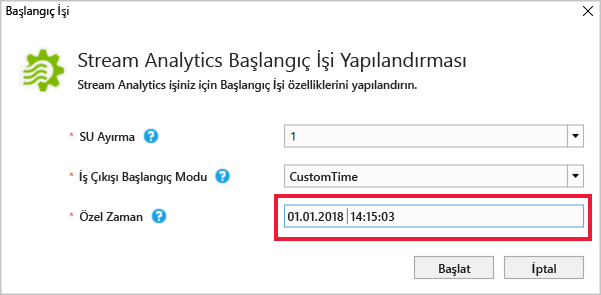 Başlangıç İşi
Stream Analytics Başlangıç İşi Yapılandırması
Stream Analytics işiniz için Başlangıç İşi özelliklerini yapılandırın.
* SU Ayırma ? 1
* İş Çıkışı Başlangıç Modu ? CustomTime
* Özel Zaman ? 01.01.2018 14:15:03
Başlat İptal